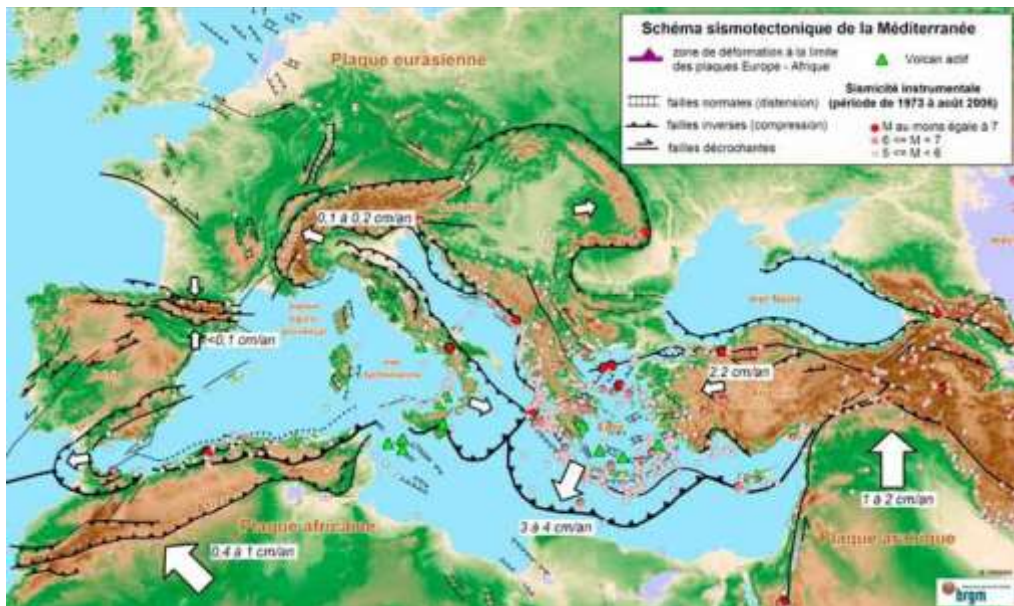 Schéma sismotectonique de la Méditerranée
zone de déformation à la limite
des plaques Europe - Afrique
Volcan actif
failles normales (distension)
failles inverses (compression)
failles décrochantes
Sismicité instrumentale
(période de 1973 à août 2006)
M au moins égale à 7
6 <= M < 7
5 <= M < 6
Plaque eurasienne
0,1 à 0,2 cm/an
<0,1 cm/an
mer Noire
2,2 cm/an
3 à 4 cm/an
1 à 2 cm/an
Plaque africaine
0,4 à 1 cm/an
Plaque arabique
brgm